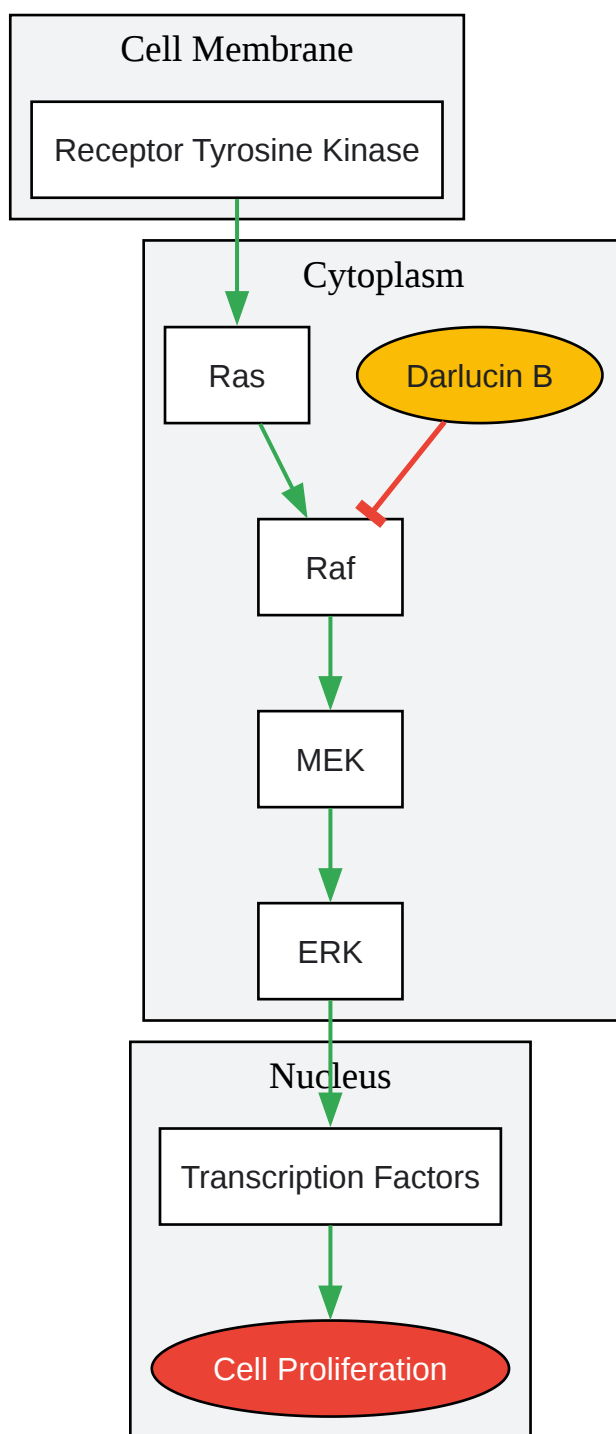 Cell Membrane
Receptor Tyrosine Kinase
Cytoplasm
Ras
Darlucin B
Raf
MEK
ERK
Nucleus
Transcription Factors
Cell Proliferation